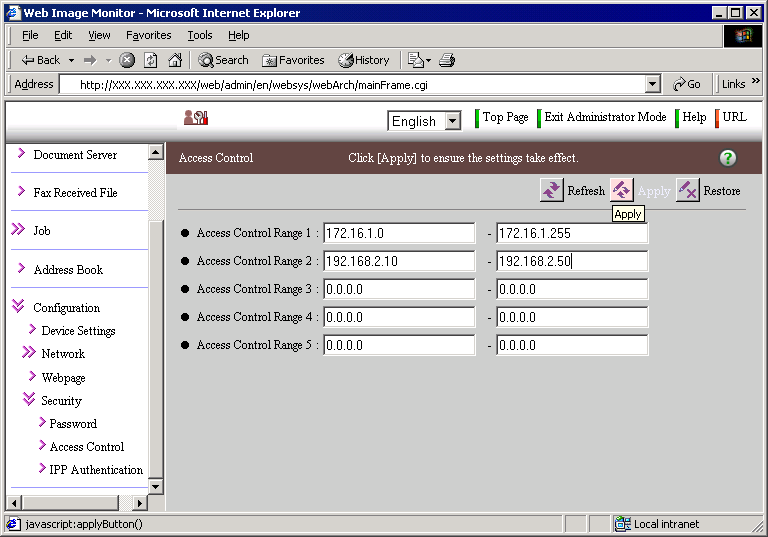 Web Image Monitor - Microsoft Internet Explorer
File Edit View Favorites Tools Help
Back Search Favorites History
Address http://XXX.XXX.XXX.XXX/web/admin/en/websys/webArch/mainFrame.cgi Go Links »
English Top Page Exit Administrator Mode Help URL
Document Server
Fax Received File
Job
Address Book
Configuration
Device Settings
Network
Webpage
Security
Password
Access Control
IPP Authentication
Access Control Click [Apply] to ensure the settings take effect. ?
Refresh Apply Restore
Apply
● Access Control Range 1 : 172.16.1.0 - 172.16.1.255
● Access Control Range 2 : 192.168.2.10 - 192.168.2.50
● Access Control Range 3 : 0.0.0.0 - 0.0.0.0
● Access Control Range 4 : 0.0.0.0 - 0.0.0.0
● Access Control Range 5 : 0.0.0.0 - 0.0.0.0
javascript:applyButton() Local intranet